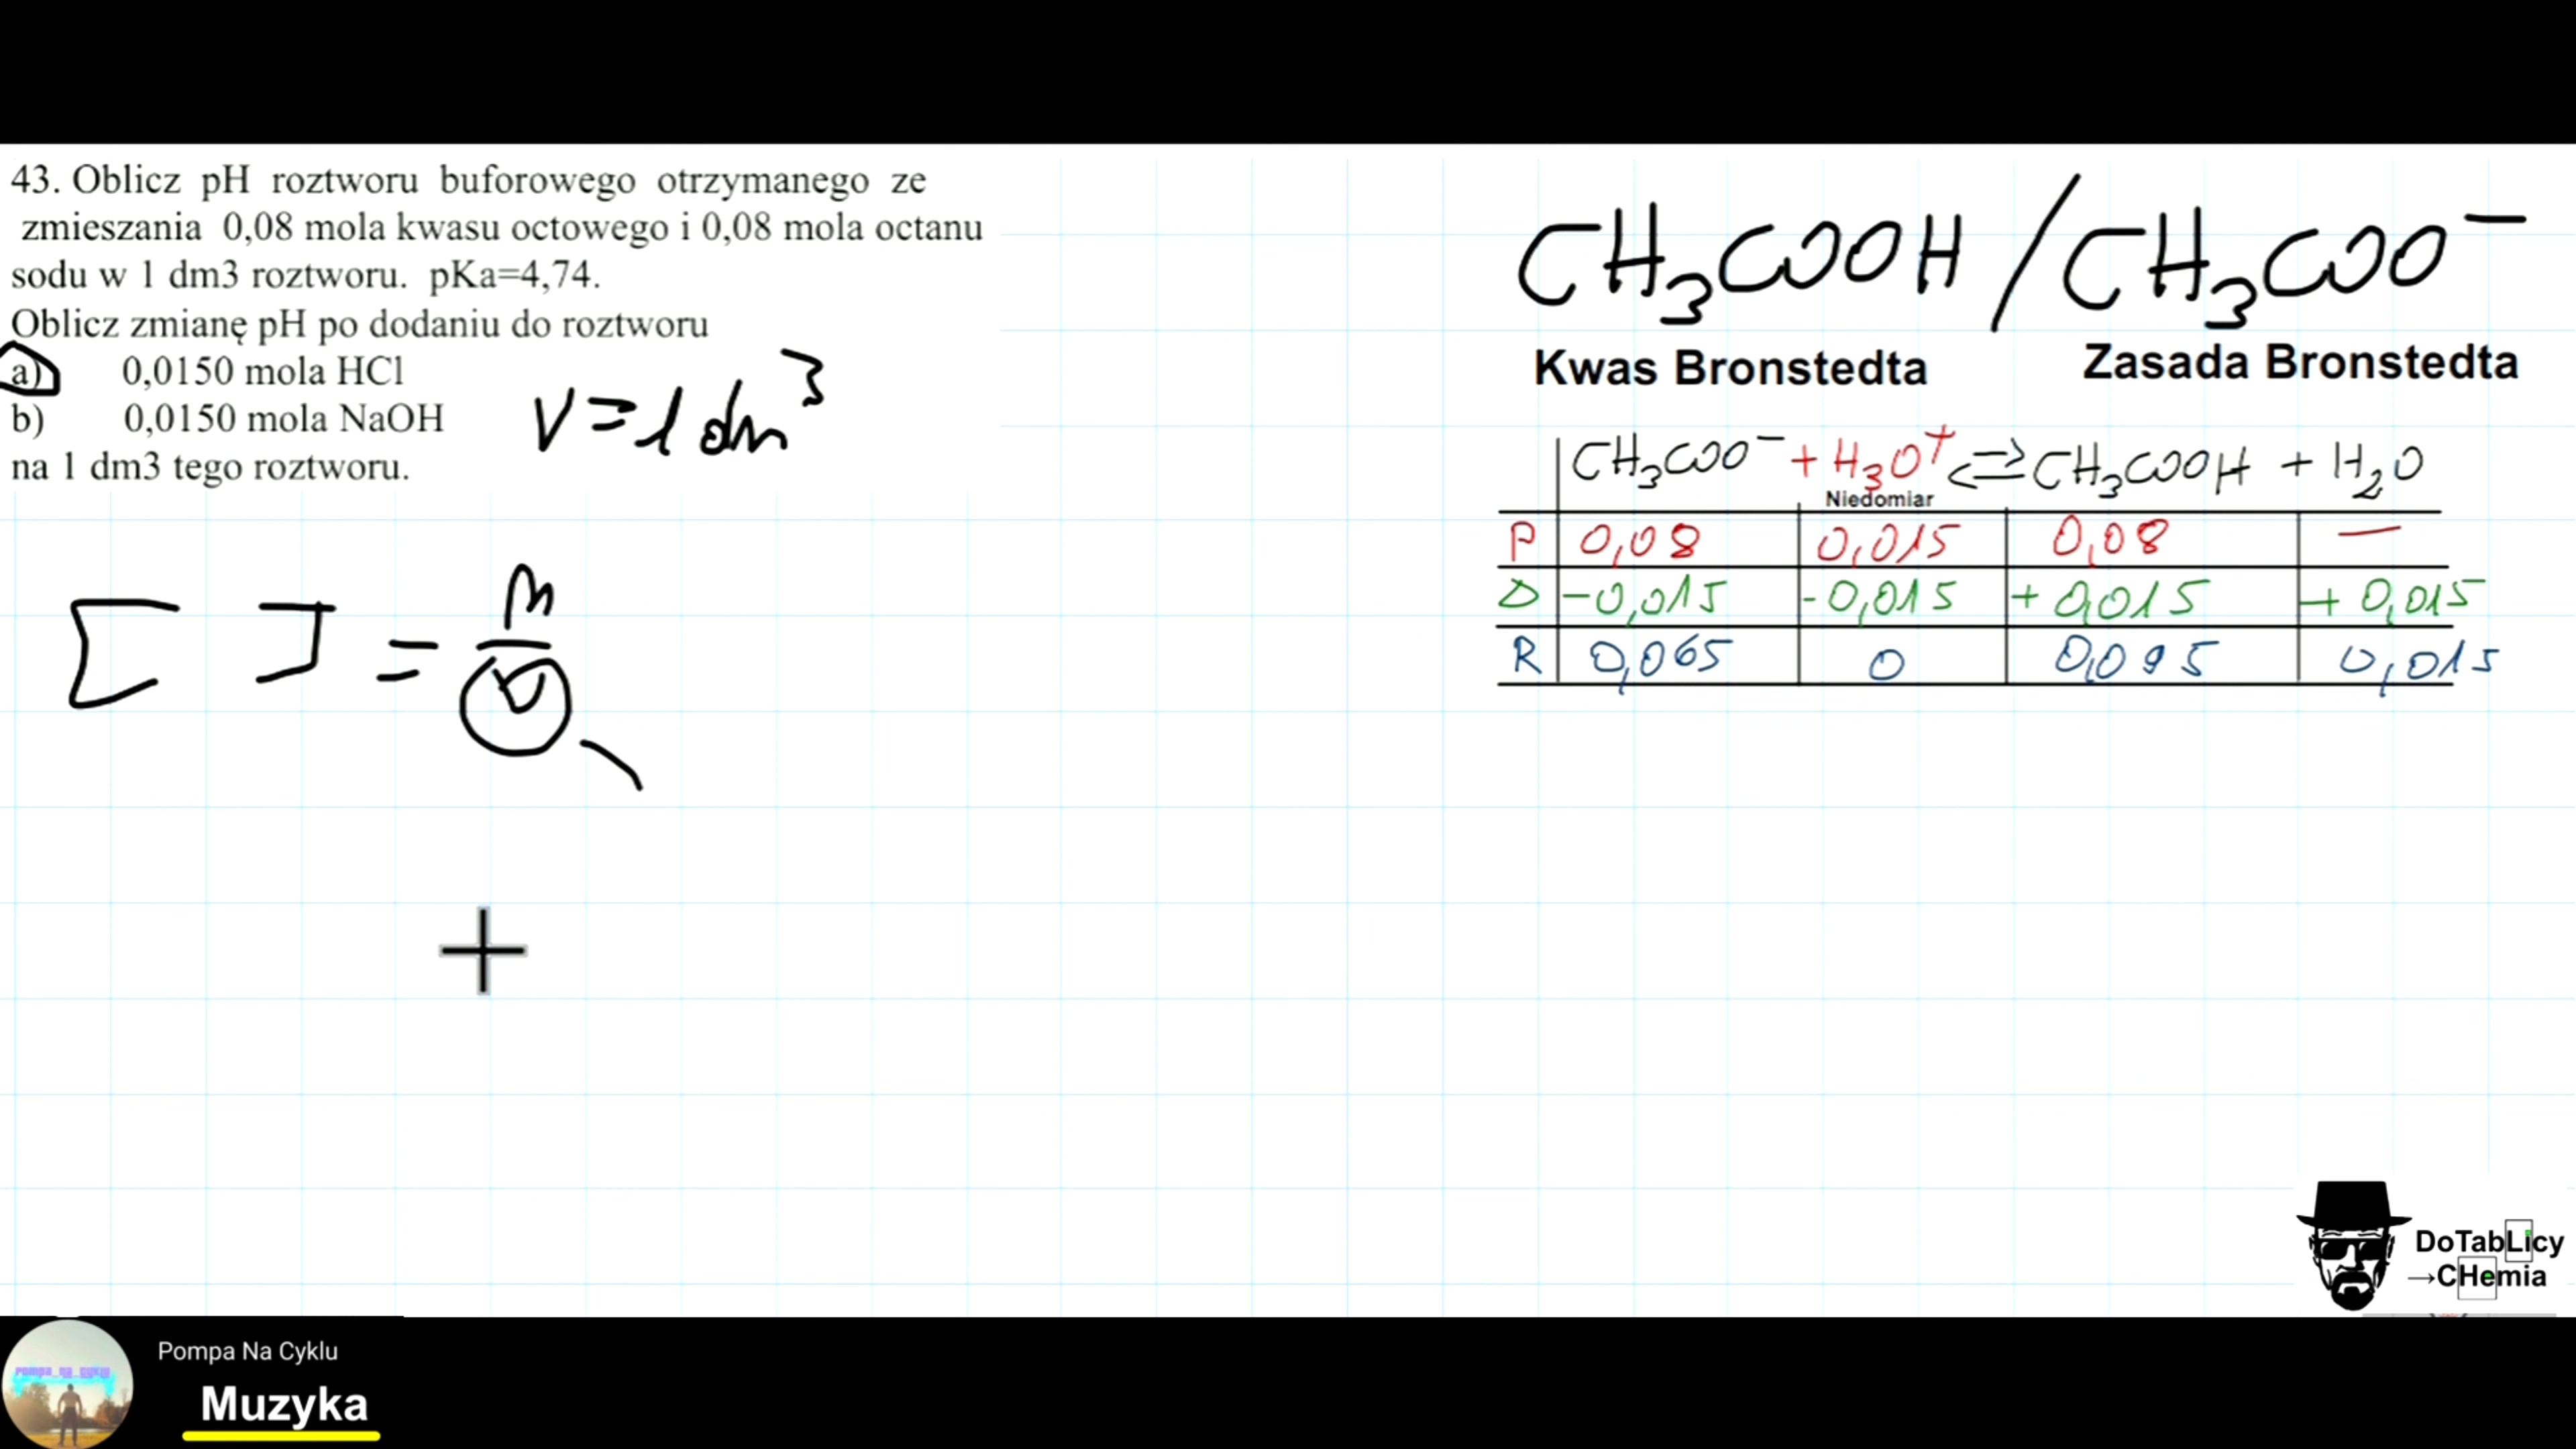 43. Oblicz pH roztworu buforowego otrzymanego ze
zmieszania 0,08 mola kwasu octowego i 0,08 mola octanu
sodu w 1 dm3 roztworu. pKa=4,74.
Oblicz zmianę pH po dodaniu do roztworu
a) 0,0150 mola HCl
b) 0,0150 mola NaOH
na 1 dm3 tego roztworu.
V = 1 dm³
[ ] = n / V
CH₃COOH / CH₃COO⁻
Kwas Bronstedta Zasada Bronstedta
CH₃COO⁻ + H₃O⁺ ⇌ CH₃COOH + H₂O
Niedomiar
P 0,08 0,015 0,08 —
Δ -0,015 -0,015 +0,015 +0,015
R 0,065 0 0,095 0,015
DoTabLicy
→CHemia
Pompa Na Cyklu
Muzyka